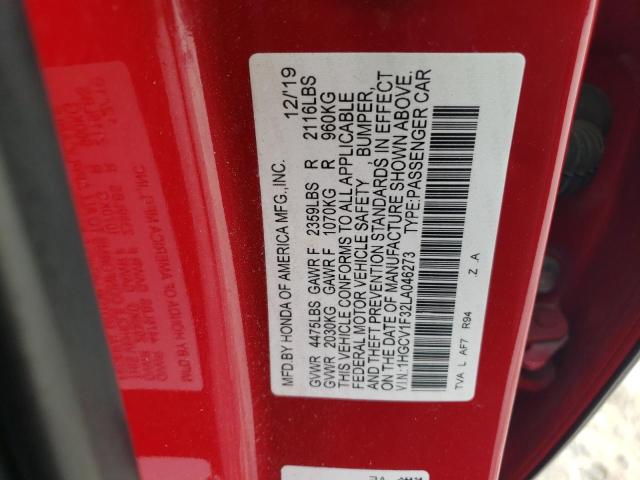 MFD.BY HONDA OF AMERICA MFG.,INC. 12/'19
GVWR 4475LBS GAWR F 2359LBS R 2116LBS
GVWR 2030KG GAWR F 1070KG R 960KG
THIS VEHICLE CONFORMS TO ALL APPLICABLE
FEDERAL MOTOR VEHICLE SAFETY , BUMPER,
AND THEFT PREVENTION STANDARDS IN EFFECT
ON THE DATE OF MANUFACTURE SHOWN ABOVE.
V.I.N.:1HGCV1F32LA046273 TYPE:PASSENGER CAR
TVA L AF7 R94 Z .A